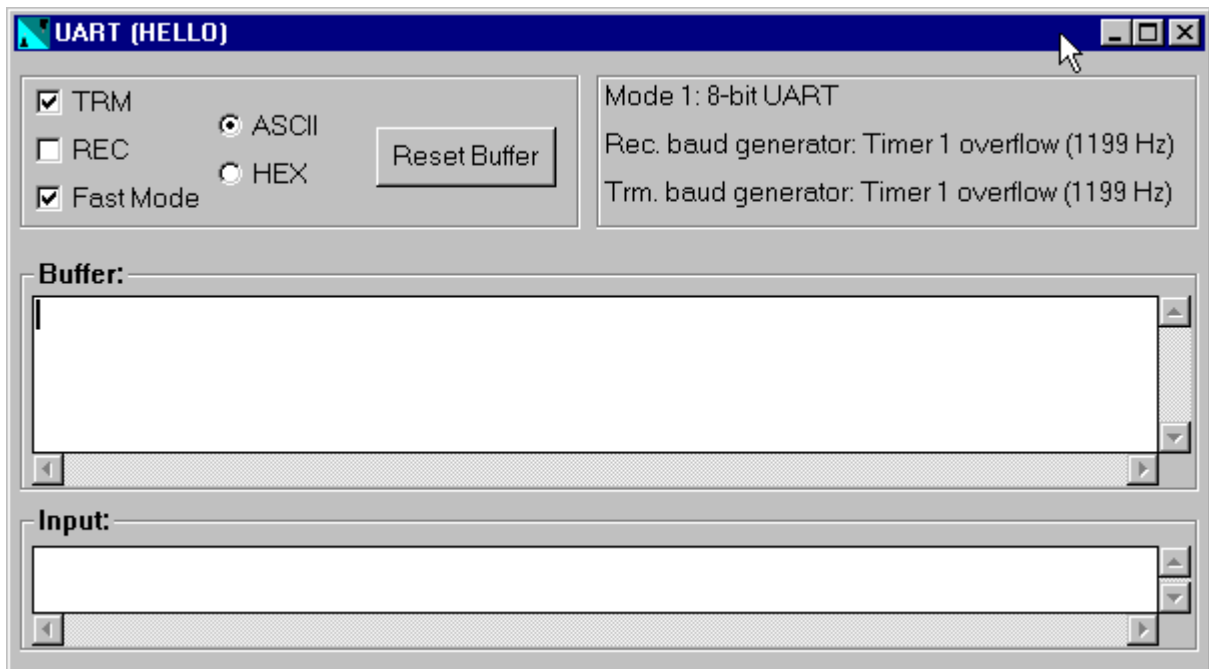 UART (HELLO)
TRM
REC
Fast Mode
ASCII
HEX
Reset Buffer
Mode 1: 8-bit UART
Rec. baud generator: Timer 1 overflow (1199 Hz)
Trm. baud generator: Timer 1 overflow (1199 Hz)
Buffer:
Input: